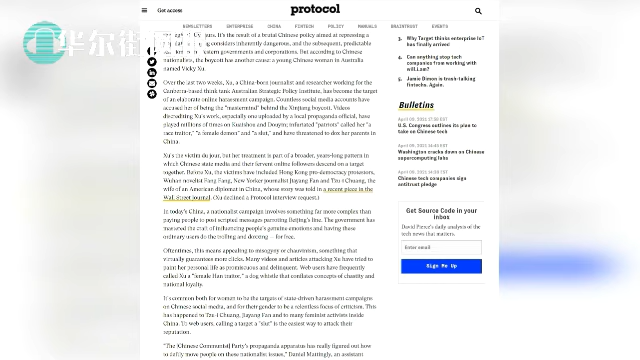 华尔街
Get access
protocol
NEWSLETTERS ENTERPRISE CHINA FINTECH POLICY MANUALS BRAINTRUST EVENTS
years. It's the result of a brutal Chinese policy aimed at repressing a
considers inherently dangerous, and the subsequent, predictable
governments and corporations. But according to Chinese
nationalists, the boycott has another cause: a young Chinese woman in Australia
named Vicky Xu.
Over the last two weeks, Xu, a China-born journalist and researcher working for the
Canberra-based think tank Australian Strategic Policy Institute, has become the target
of an elaborate online harassment campaign. Countless social media accounts have
accused her of being the "mastermind" behind the Xinjiang boycott. Videos
discrediting Xu's work, especially one uploaded by a local propaganda official, have
played millions of times on Kuaishou and Douyin; infuriated "patriots" called her "a
race traitor," "a female demon" and "a slut," and have threatened to dox her parents in
China.
Xu's the victim du jour, but her treatment is part of a broader, years-long pattern in
which Chinese state media and their fervent online followers descend on a target
together. Before Xu, the victims have included Hong Kong pro-democracy protesters,
Wuhan novelist Fang Fang, New Yorker journalist Jiayang Fan and Tzu-i Chuang, the
wife of an American diplomat in China, whose story was told in a recent piece in the
Wall Street Journal. (Xu declined a Protocol interview request.)
In today's China, a nationalist campaign involves something far more complex than
paying people to post scripted messages parroting Beijing's line. The government has
mastered the craft of influencing people's genuine emotions and having these
ordinary users do the trolling and doxxing — for free.
Oftentimes, this means appealing to misogyny or chauvinism, something that
virtually guarantees more clicks. Many videos and articles attacking Xu have tried to
paint her personal life as promiscuous and delinquent. Web users have frequently
called Xu a "female Han traitor," a dog whistle that conflates concepts of chastity and
national loyalty.
It's common both for women to be the targets of state-driven harassment campaigns
on Chinese social media, and for their gender to be a relentless focus of criticism. This
has happened to Tzu-i Chuang, Jiayang Fan and to many feminist activists inside
China. To web users, calling a target a "slut" is the easiest way to attack their
reputation.
"The [Chinese Communist] Party's propaganda apparatus has really figured out how
to deftly move people on these nationalist issues," Daniel Mattingly, an assistant
3. Why Target thinks enterprise IoT
has finally arrived
4. Can anything stop tech
companies from working with
will.i.am?
5. Jamie Dimon is trash-talking
fintechs. Again.
Bulletins
U.S. Congress outlines its plan to
take on Chinese tech
Washington cracks down on Chinese
supercomputing labs
Chinese tech companies sign
antitrust pledge
Get Source Code in your
inbox
David Pierce's daily analysis of the
tech news that matters.
Enter email
Sign Me Up